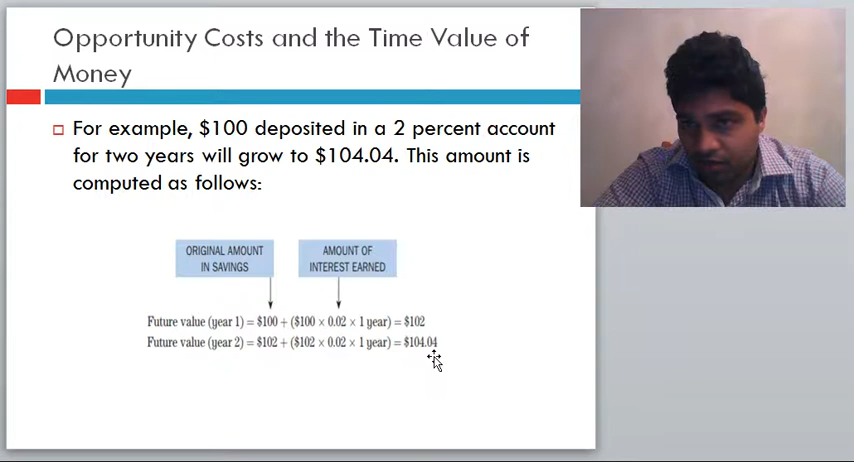 Opportunity Costs and the Time Value of
Money
For example, $100 deposited in a 2 percent account
for two years will grow to $104.04. This amount is
computed as follows:
ORIGINAL AMOUNT
IN SAVINGS
AMOUNT OF
INTEREST EARNED
Future value (year 1) = $100 + ($100 × 0.02 × 1 year) = $102
Future value (year 2) = $102 + ($102 × 0.02 × 1 year) = $104.04